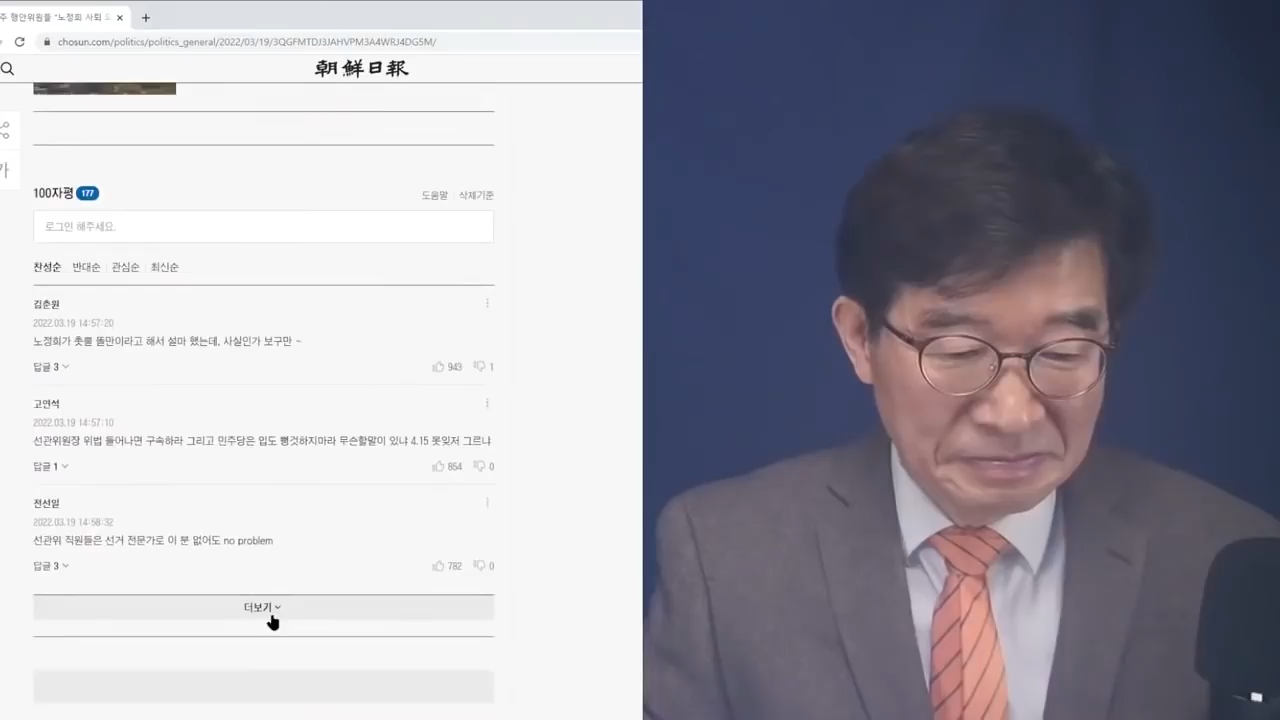 주 행안위원들 "노정희 사퇴
chosun.com/politics/politics_general/2022/03/19/3QGFMTDJ3JAHVPM3A4WRJ4DG5M/
朝鮮日報
가
100자평 177
도움말 삭제기준
로그인 해주세요.
찬성순 반대순 관심순 최신순
김춘원
2022.03.19 14:57:20
노정희가 촛불 똘만이라고 해서 설마 했는데, 사실인가 보구만 ~
답글 3
943 1
고연석
2022.03.19 14:57:10
선관위원장 위법 들어나면 구속하라 그리고 민주당은 입도 뻥것하지마라 무슨할말이 있냐 4.15 못잊저 그르냐
답글 1
854 0
전선일
2022.03.19 14:58:32
선관위 직원들은 선거 전문가로 이 분 없어도 no problem
답글 3
782 0
더보기